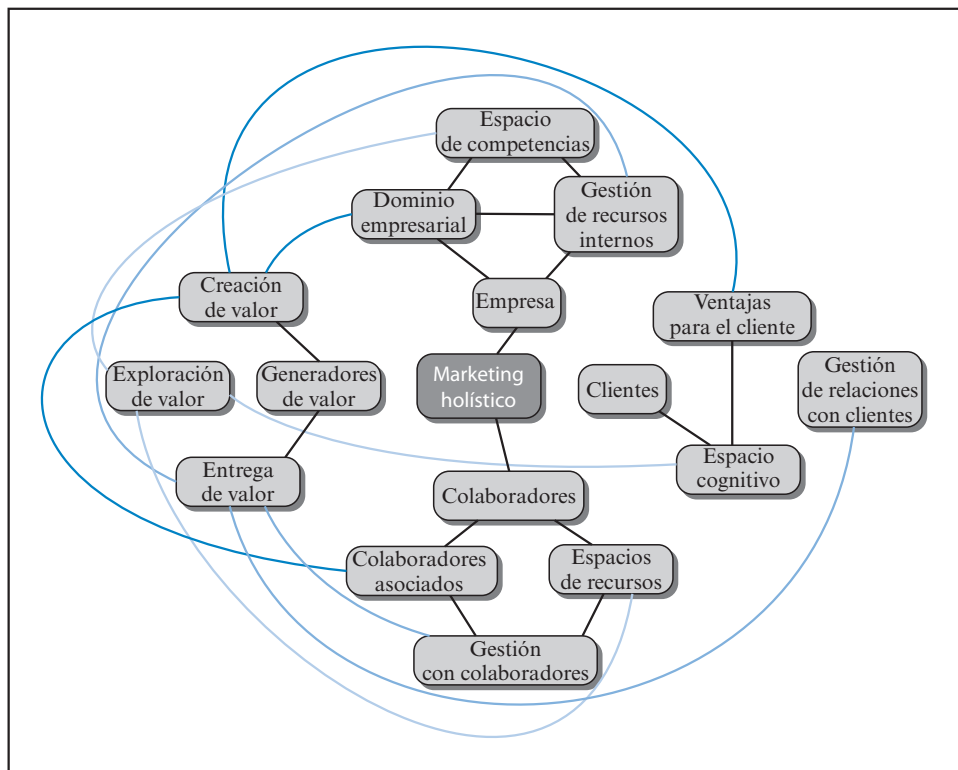 Espacio
de competencias
Dominio
empresarial
Gestión
de recursos
internos
Creación
de valor
Empresa
Ventajas
para el cliente
Exploración
de valor
Generadores
de valor
Marketing
holístico
Clientes
Gestión
de relaciones
con clientes
Entrega
de valor
Espacio
cognitivo
Colaboradores
Colaboradores
asociados
Espacios
de recursos
Gestión
con colaboradores